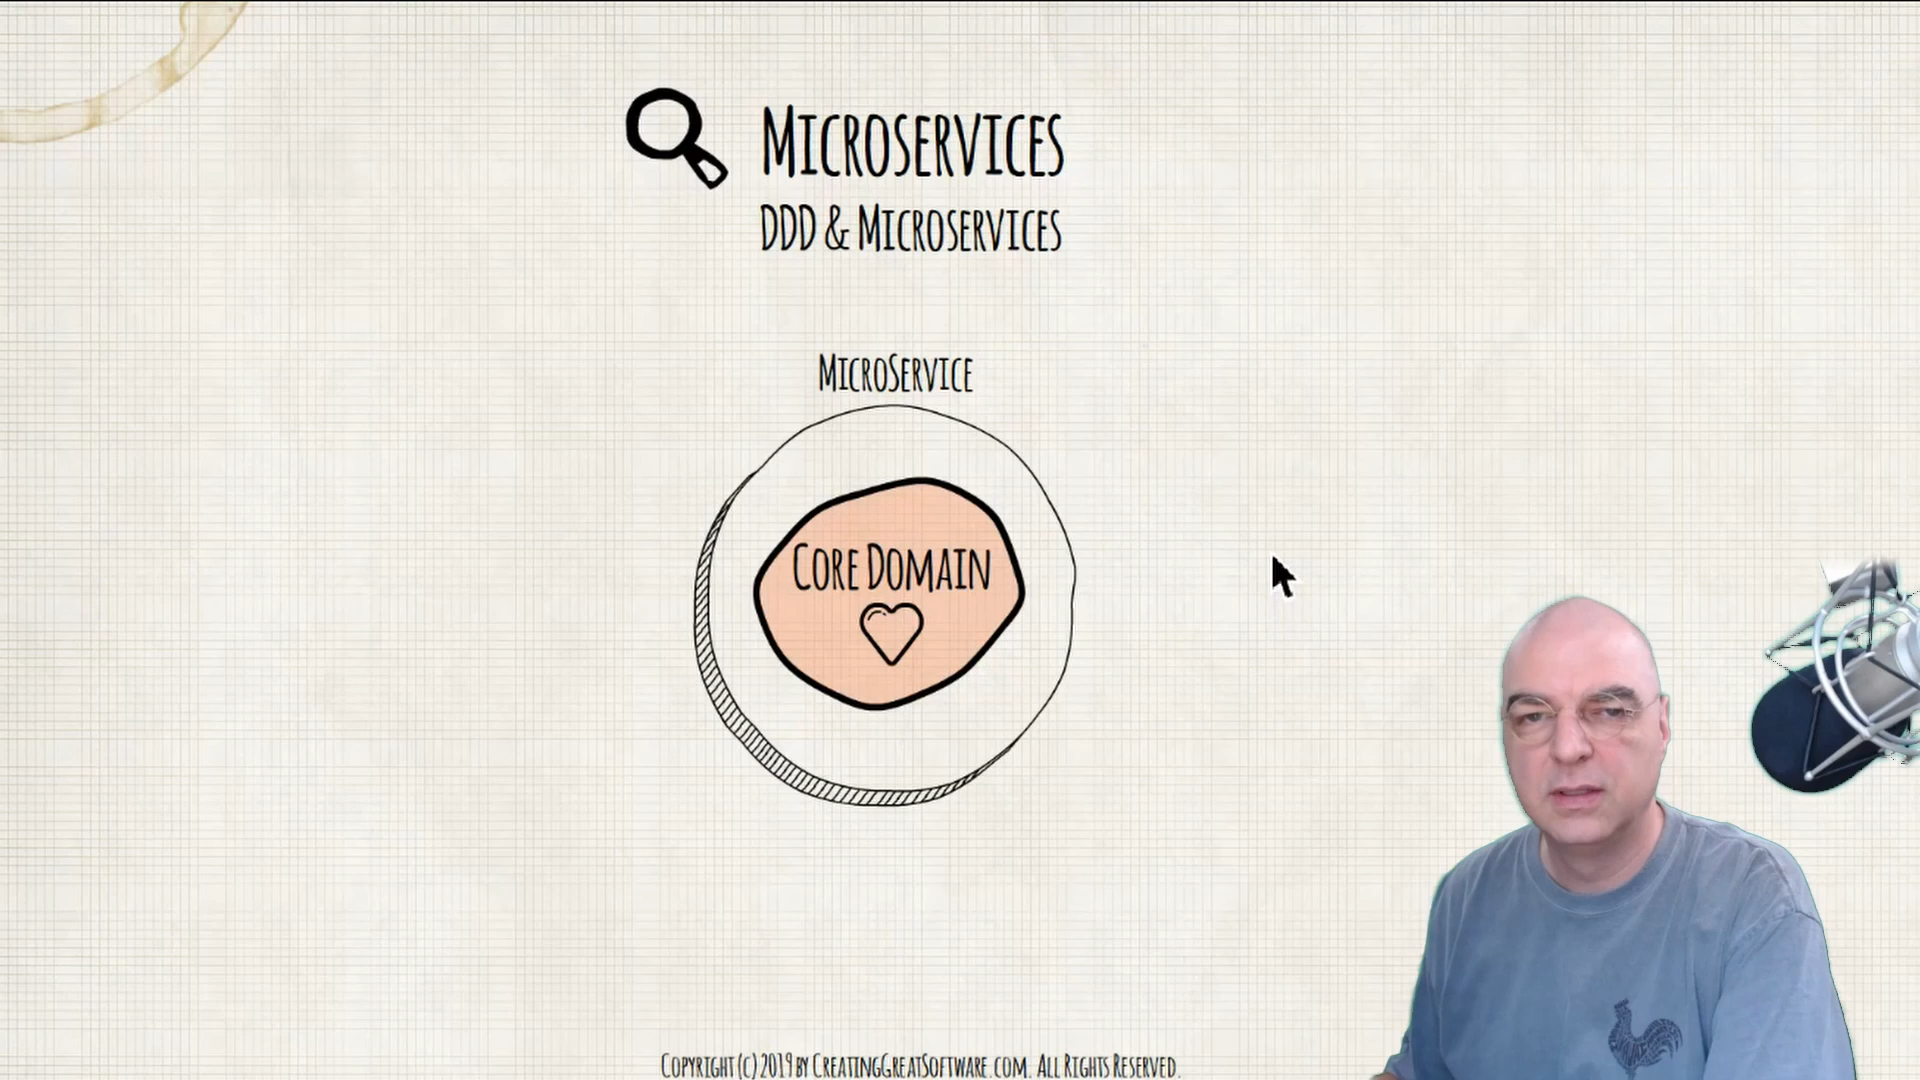 Microservices
DDD & Microservices
MicroService
Core Domain
Copyright (c) 2019 by CreatingGreatSoftware.com. All Rights Reserved.